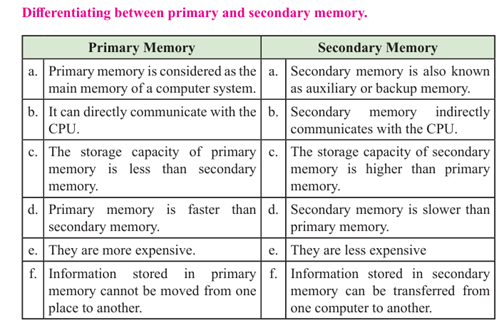 Differentiating between primary and secondary memory.
Primary Memory
Secondary Memory
a. Primary memory is considered as the
main memory of a computer system.
a. Secondary memory is also known
as auxiliary or backup memory.
b. It can directly communicate with the
CPU.
b. Secondary memory indirectly
communicates with the CPU.
c. The storage capacity of primary
memory is less than secondary
memory.
c. The storage capacity of secondary
memory is higher than primary
memory.
d. Primary memory is faster than
secondary memory.
d. Secondary memory is slower than
primary memory.
e. They are more expensive.
e. They are less expensive
f. Information stored in primary
memory cannot be moved from one
place to another.
f. Information stored in secondary
memory can be transferred from
one computer to another.